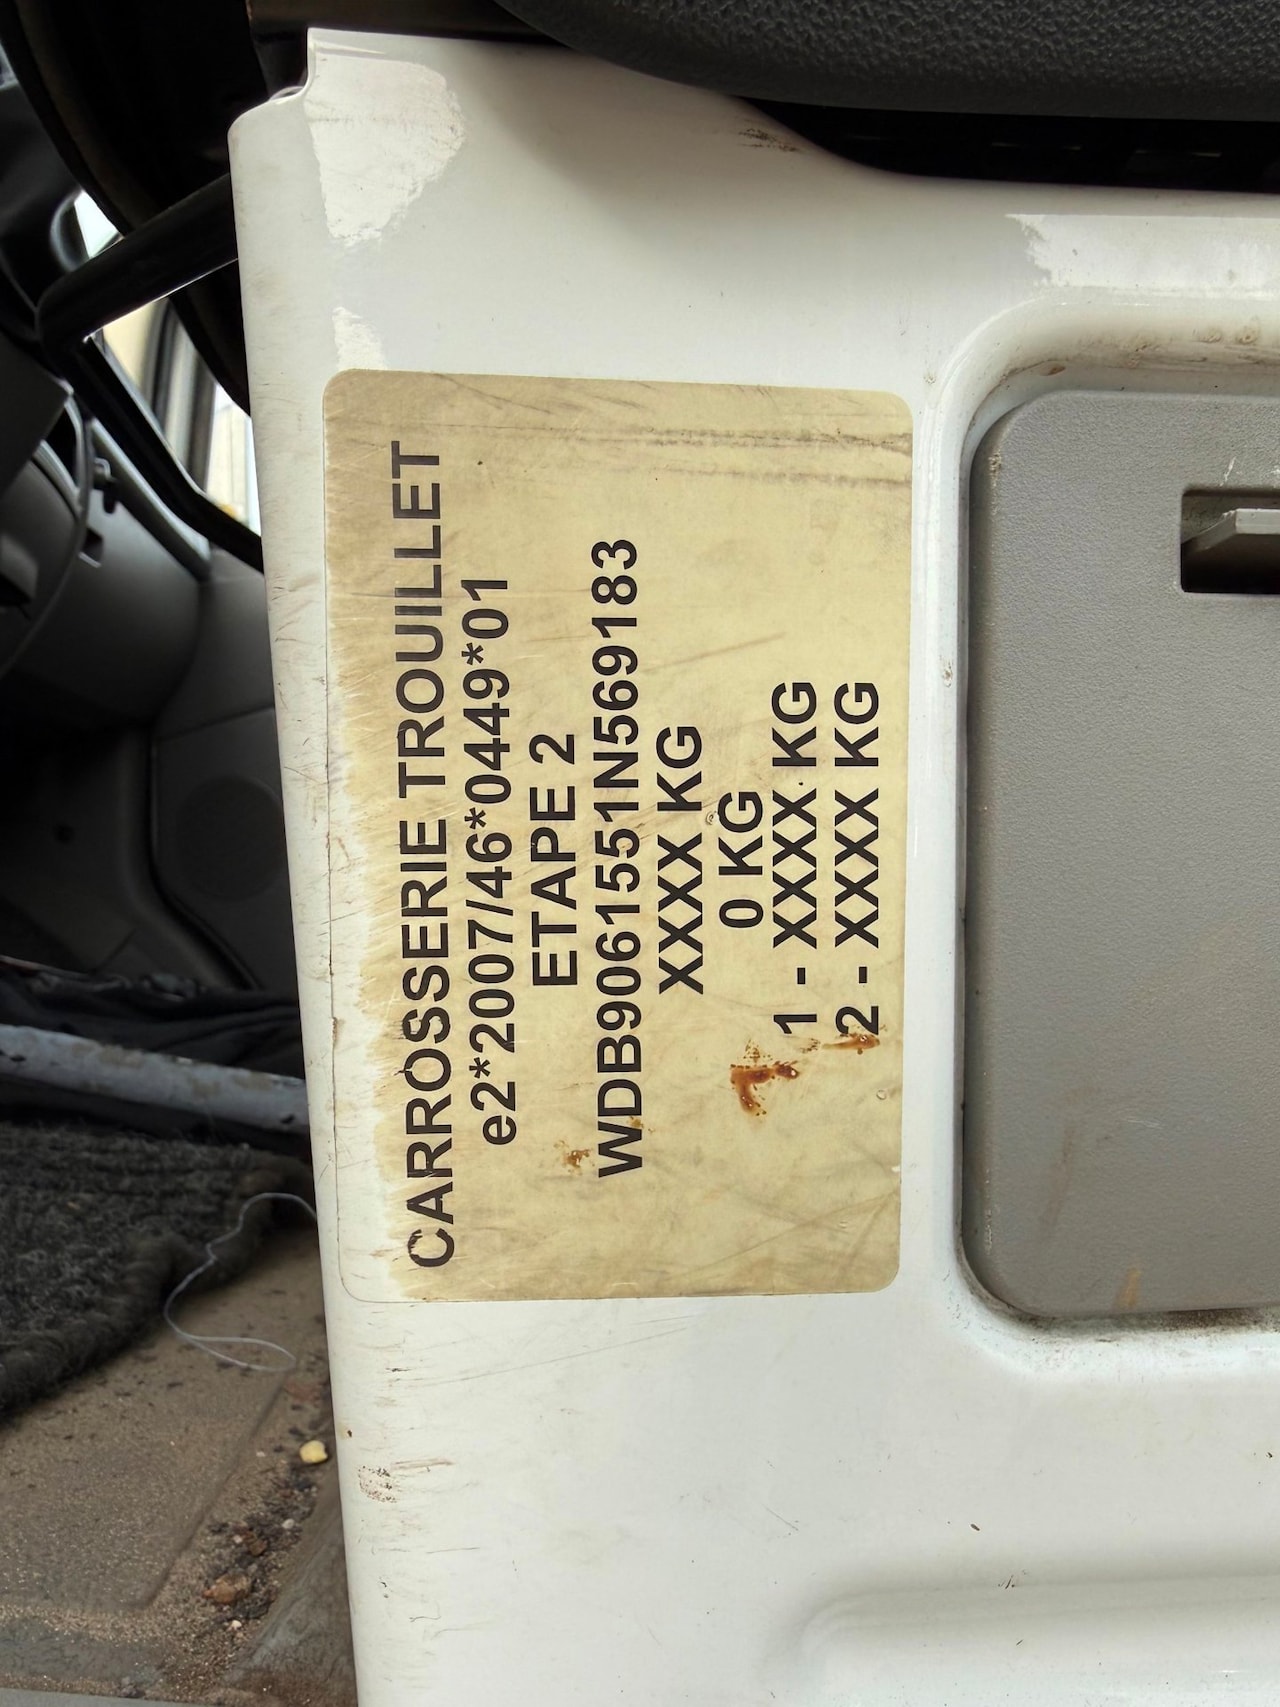 CARROSSERIE TROUILLET
e2*2007/46*0449*01
ETAPE 2
WDB9061551N569183
XXXX KG
0 KG
1 - XXXX KG
2 - XXXX KG